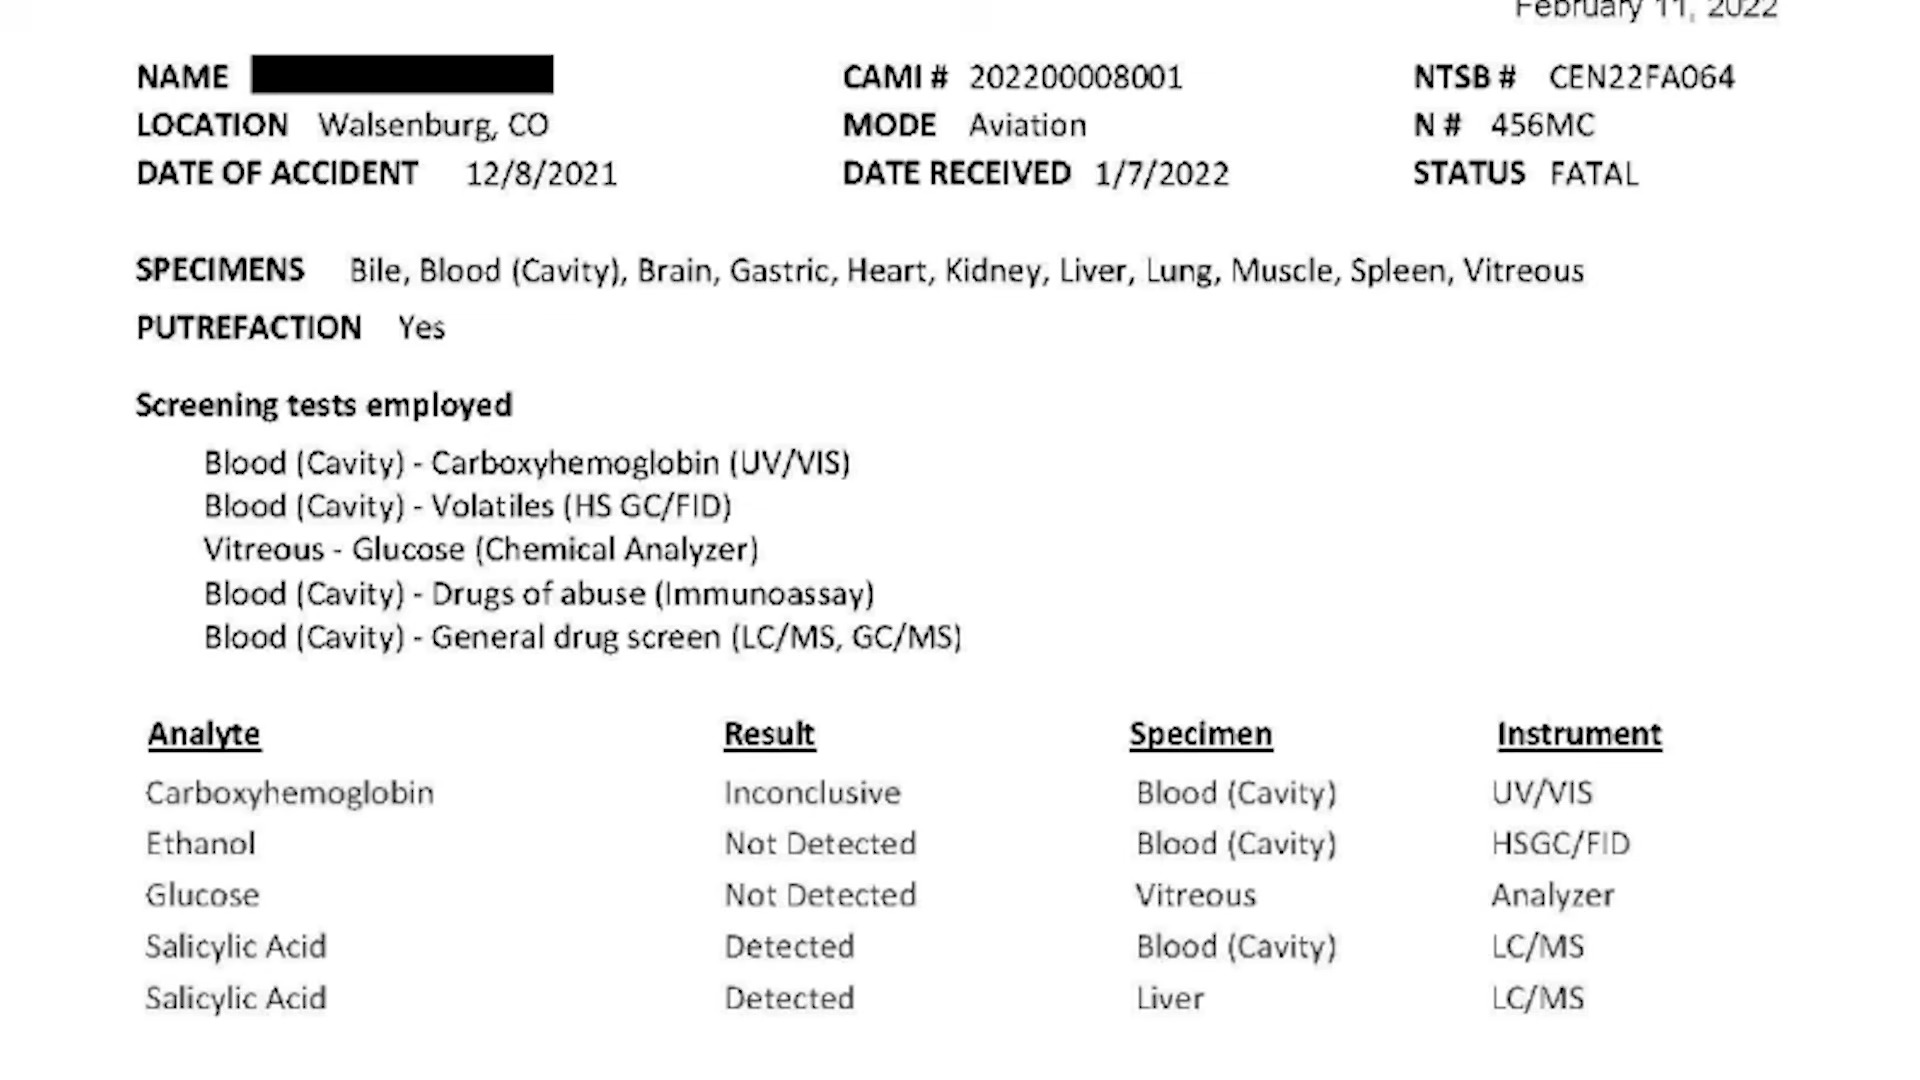 February 11, 2022
NAME CAMI # 202200008001 NTSB # CEN22FA064
LOCATION Walsenburg, CO MODE Aviation N # 456MC
DATE OF ACCIDENT 12/8/2021 DATE RECEIVED 1/7/2022 STATUS FATAL
SPECIMENS Bile, Blood (Cavity), Brain, Gastric, Heart, Kidney, Liver, Lung, Muscle, Spleen, Vitreous
PUTREFACTION Yes
Screening tests employed
Blood (Cavity) - Carboxyhemoglobin (UV/VIS)
Blood (Cavity) - Volatiles (HS GC/FID)
Vitreous - Glucose (Chemical Analyzer)
Blood (Cavity) - Drugs of abuse (Immunoassay)
Blood (Cavity) - General drug screen (LC/MS, GC/MS)
Analyte Result Specimen Instrument
Carboxyhemoglobin Inconclusive Blood (Cavity) UV/VIS
Ethanol Not Detected Blood (Cavity) HSGC/FID
Glucose Not Detected Vitreous Analyzer
Salicylic Acid Detected Blood (Cavity) LC/MS
Salicylic Acid Detected Liver LC/MS